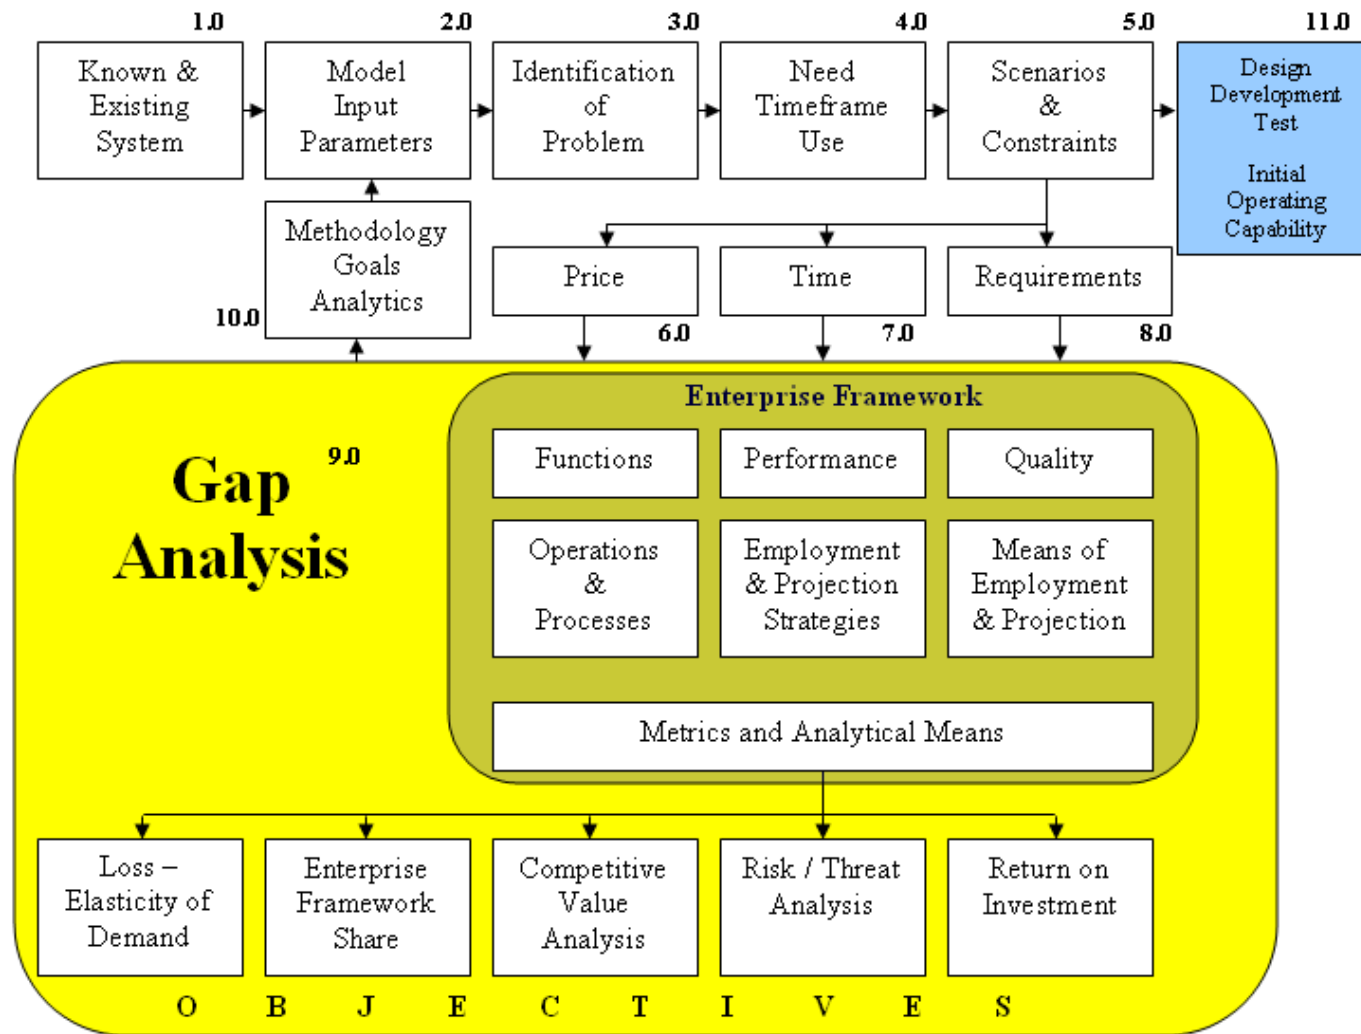 1.0
2.0
3.0
4.0
5.0
11.0
Known &
Existing
System
Model
Input
Parameters
Identification
of
Problem
Need
Timeframe
Use
Scenarios
&
Constraints
Design
Development
Test
Initial
Operating
Capability
Methodology
Goals
Analytics
10.0
Price
6.0
Time
7.0
Requirements
8.0
Gap
Analysis
9.0
Enterprise Framework
Functions
Performance
Quality
Operations
&
Processes
Employment
& Projection
Strategies
Means of
Employment
& Projection
Metrics and Analytical Means
Loss –
Elasticity of
Demand
Enterprise
Framework
Share
Competitive
Value
Analysis
Risk / Threat
Analysis
Return on
Investment
O B J E C T I V E S